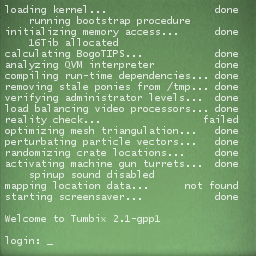 loading kernel... done
running bootstrap procedure
initializing memory access... done
16Tib allocated
calculating BogoTIPS... done
analyzing QVM interpreter done
compiling run-time dependencies... done
removing stale ponies from /tmp... done
verifying administrator levels... done
load balancing video processors... done
reality check... failed
optimizing mesh triangulation... done
perturbating particle vectors... done
randomizing crate locations... done
activating machine gun turrets... done
spinup sound disabled
mapping location data... not found
starting screensaver... done
Welcome to Tumbix 2.1-gpp1
login: _